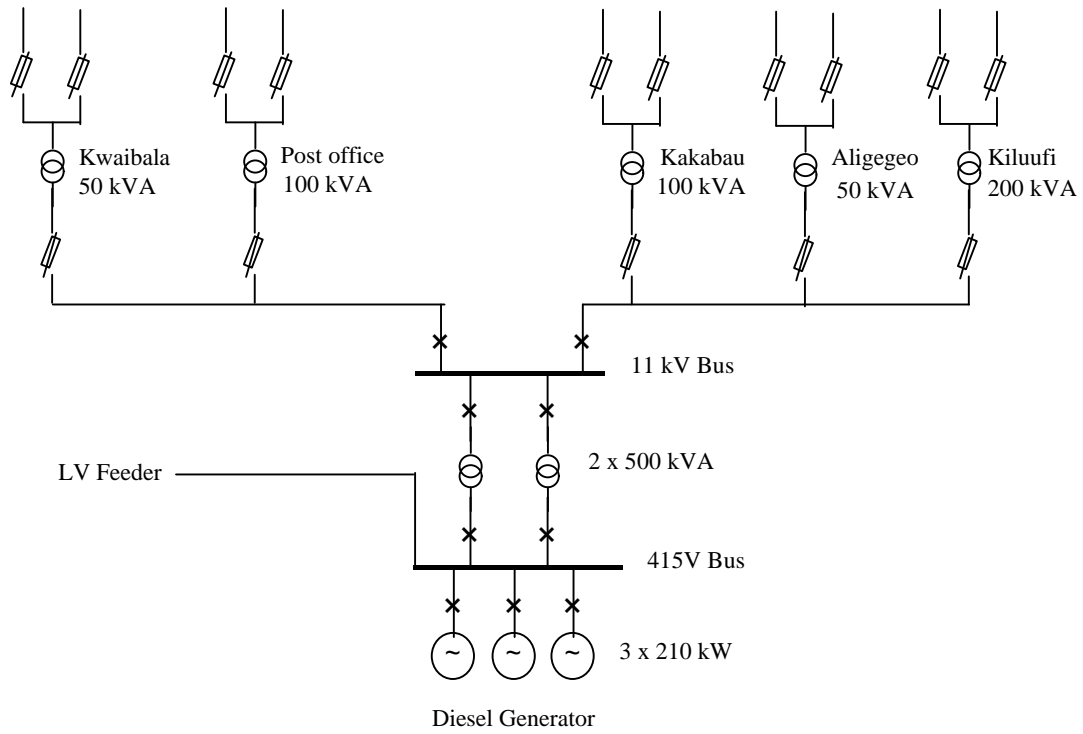 Kwaibala
50 kVA
Post office
100 kVA
Kakabau
100 kVA
Aligegeo
50 kVA
Kiluufi
200 kVA
11 kV Bus
2 x 500 kVA
LV Feeder
415V Bus
~ ~ ~
3 x 210 kW
Diesel Generator